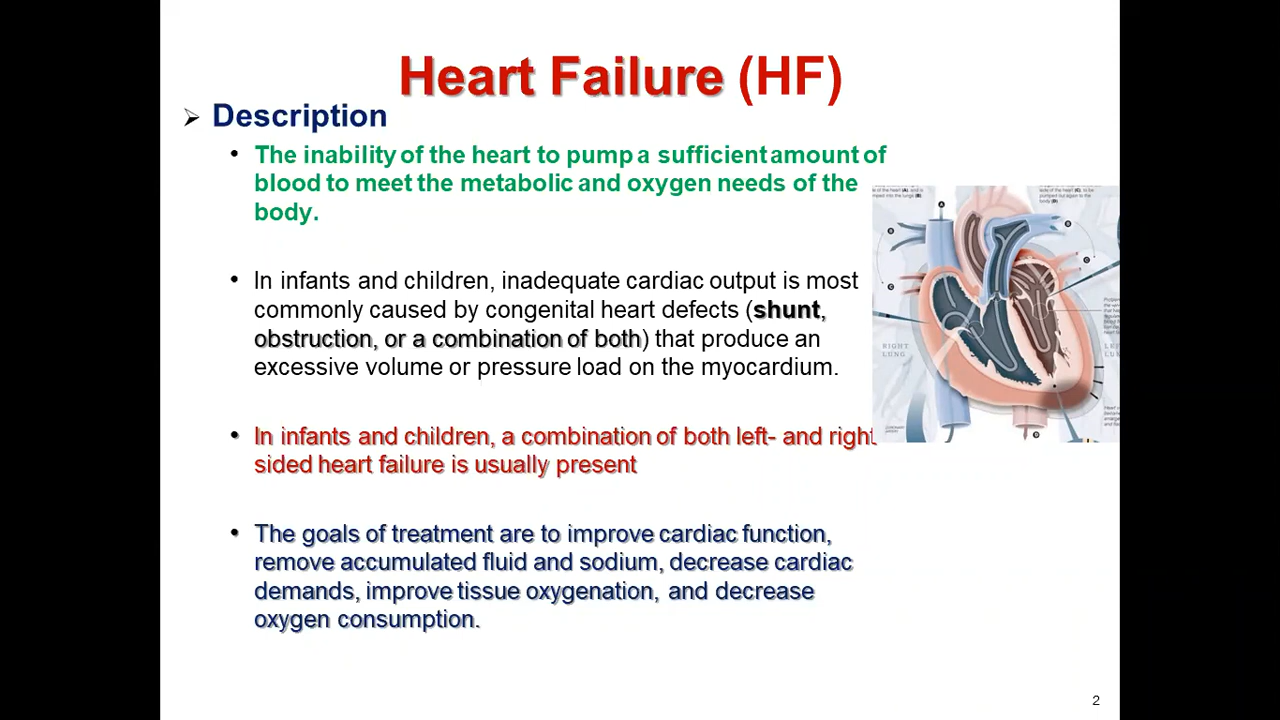 Heart Failure (HF)
➢ Description
• The inability of the heart to pump a sufficient amount of
blood to meet the metabolic and oxygen needs of the
body.
• In infants and children, inadequate cardiac output is most
commonly caused by congenital heart defects (shunt,
obstruction, or a combination of both) that produce an
excessive volume or pressure load on the myocardium.
• In infants and children, a combination of both left- and right
sided heart failure is usually present
• The goals of treatment are to improve cardiac function,
remove accumulated fluid and sodium, decrease cardiac
demands, improve tissue oxygenation, and decrease
oxygen consumption.
A
B
B
C
C
RIGHT
LUNG
D
2